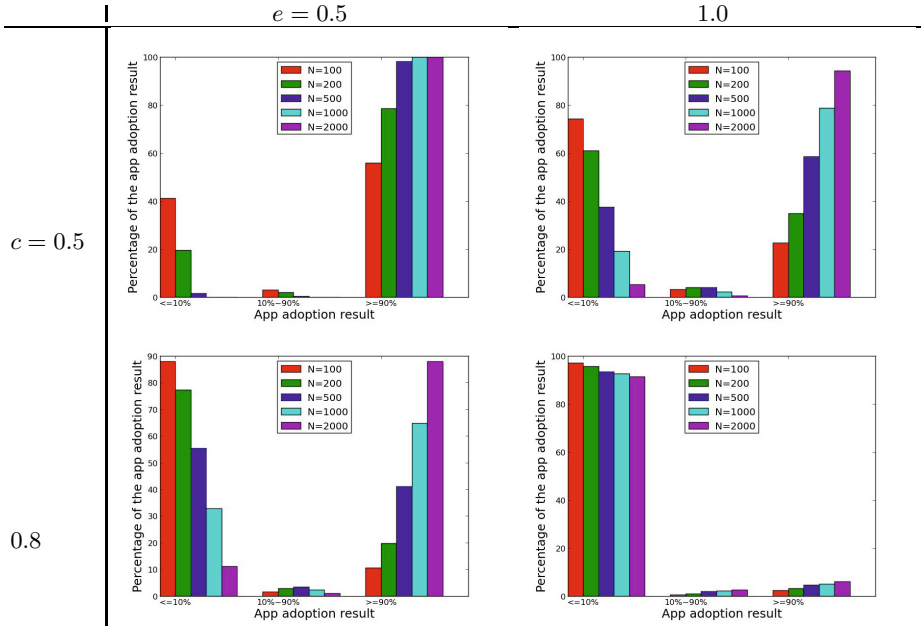 e = 0.5
1.0
c = 0.5
Percentage of the app adoption result
100
80
60
40
20
0
N=100
N=200
N=500
N=1000
N=2000
<=10%
10%~90%
>=90%
App adoption result
Percentage of the app adoption result
100
80
60
40
20
0
N=100
N=200
N=500
N=1000
N=2000
<=10%
10%~90%
>=90%
App adoption result
0.8
Percentage of the app adoption result
90
80
70
60
50
40
30
20
10
0
N=100
N=200
N=500
N=1000
N=2000
<=10%
10%~90%
>=90%
App adoption result
Percentage of the app adoption result
100
80
60
40
20
0
N=100
N=200
N=500
N=1000
N=2000
<=10%
10%~90%
>=90%
App adoption result